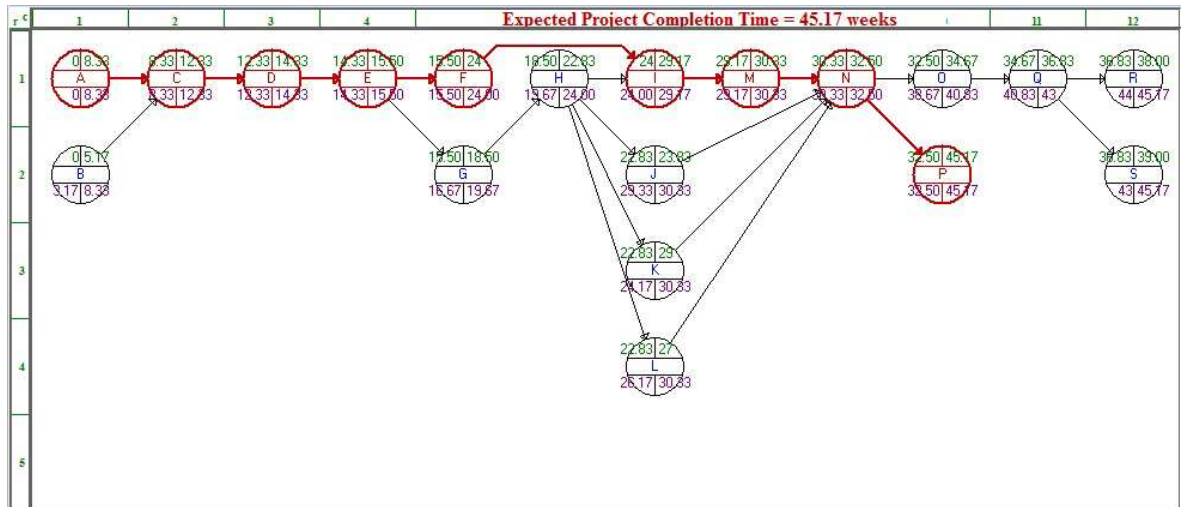 r c 1 2 3 4 Expected Project Completion Time = 45.17 weeks 11 12
0 8.33 8.33 12.33 12.33 14.33 14.33 15.50 15.50 24 18.50 22.83 24 29.17 29.17 30.33 30.33 32.50 32.50 34.67 34.67 36.83 36.83 38.00
1 A C D E F H I M N O Q R
0 8.33 8.33 12.33 12.33 14.33 14.33 15.50 15.50 24.00 19.67 24.00 24.00 29.17 29.17 30.33 30.33 32.50 38.67 40.83 40.83 43 44 45.17
0 5.17 15.50 18.50 22.83 23.83 32.50 45.17 36.83 39.00
2 B G J P S
3.17 8.33 16.67 19.67 29.33 30.33 32.50 45.17 43 45.17
22.83 29
3 K
24.17 30.33
22.83 27
4 L
26.17 30.33
5